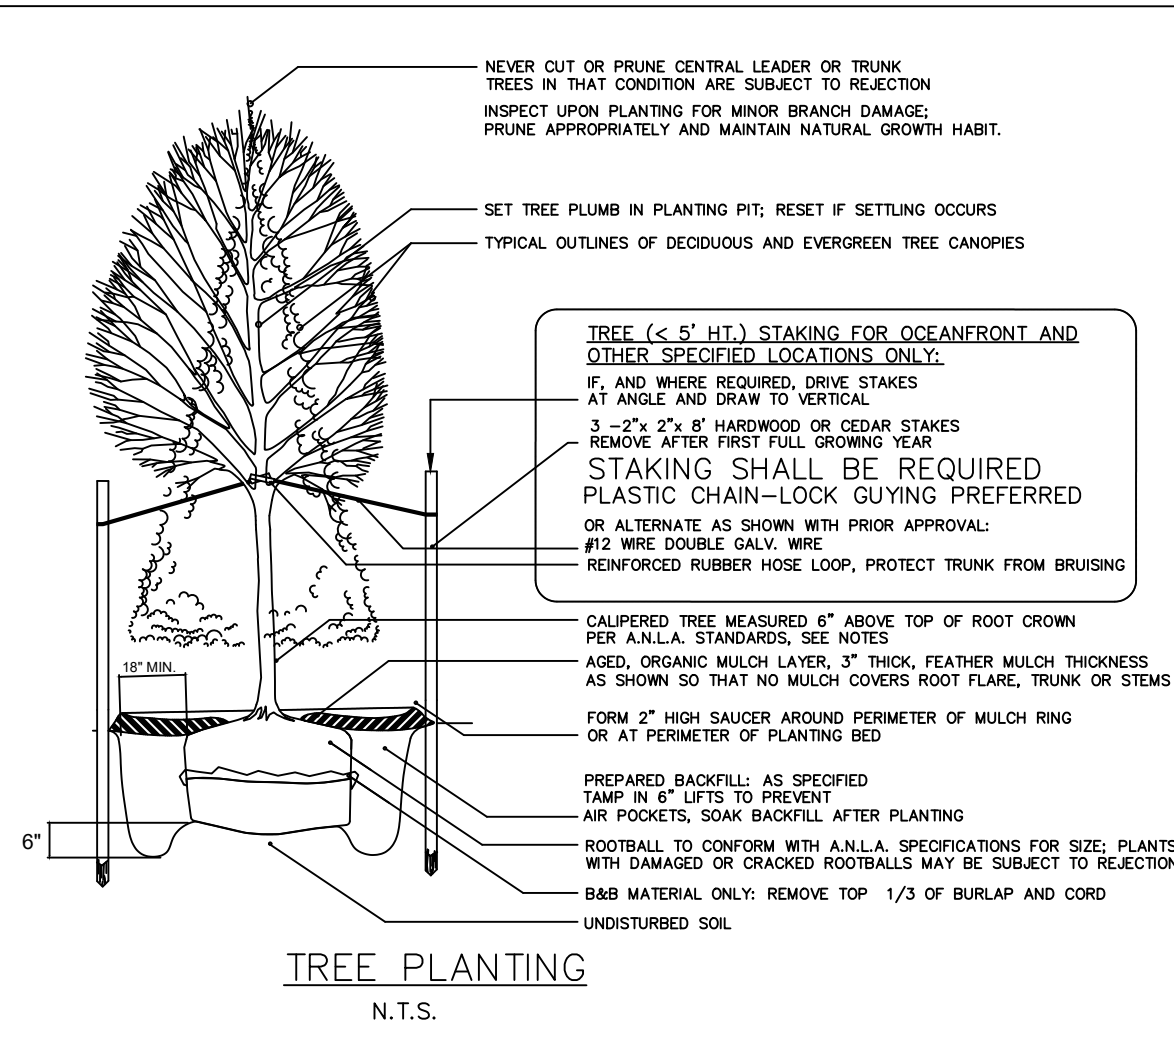 NEVER CUT OR PRUNE CENTRAL LEADER OR TRUNK
TREES IN THAT CONDITION ARE SUBJECT TO REJECTION
INSPECT UPON PLANTING FOR MINOR BRANCH DAMAGE;
PRUNE APPROPRIATELY AND MAINTAIN NATURAL GROWTH HABIT.
SET TREE PLUMB IN PLANTING PIT; RESET IF SETTLING OCCURS
TYPICAL OUTLINES OF DECIDUOUS AND EVERGREEN TREE CANOPIES
TREE (< 5' HT.) STAKING FOR OCEANFRONT AND
OTHER SPECIFIED LOCATIONS ONLY:
IF, AND WHERE REQUIRED, DRIVE STAKES
AT ANGLE AND DRAW TO VERTICAL
3 -2"x 2"x 8' HARDWOOD OR CEDAR STAKES
REMOVE AFTER FIRST FULL GROWING YEAR
STAKING SHALL BE REQUIRED
PLASTIC CHAIN-LOCK GUYING PREFERRED
OR ALTERNATE AS SHOWN WITH PRIOR APPROVAL:
#12 WIRE DOUBLE GALV. WIRE
REINFORCED RUBBER HOSE LOOP, PROTECT TRUNK FROM BRUISING
CALIPERED TREE MEASURED 6" ABOVE TOP OF ROOT CROWN
PER A.N.L.A. STANDARDS, SEE NOTES
18" MIN.
AGED, ORGANIC MULCH LAYER, 3" THICK, FEATHER MULCH THICKNESS
AS SHOWN SO THAT NO MULCH COVERS ROOT FLARE, TRUNK OR STEMS
FORM 2" HIGH SAUCER AROUND PERIMETER OF MULCH RING
OR AT PERIMETER OF PLANTING BED
PREPARED BACKFILL: AS SPECIFIED
TAMP IN 6" LIFTS TO PREVENT
AIR POCKETS, SOAK BACKFILL AFTER PLANTING
6"
ROOTBALL TO CONFORM WITH A.N.L.A. SPECIFICATIONS FOR SIZE; PLANTS
WITH DAMAGED OR CRACKED ROOTBALLS MAY BE SUBJECT TO REJECTION
B&B MATERIAL ONLY: REMOVE TOP 1/3 OF BURLAP AND CORD
UNDISTURBED SOIL
TREE PLANTING
N.T.S.